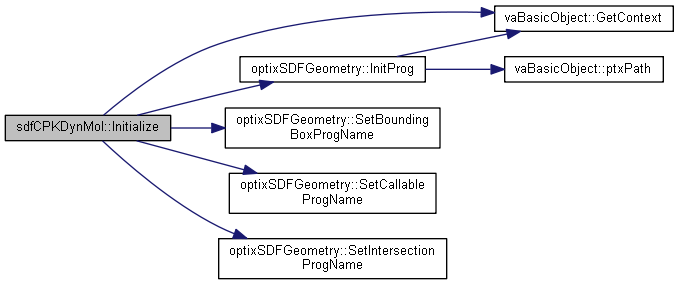 vaBasicObject::GetContext
optixSDFGeometry::InitProg
vaBasicObject::ptxPath
sdfCPKDynMol::Initialize
optixSDFGeometry::SetBounding
BoxProgName
optixSDFGeometry::SetCallable
ProgName
optixSDFGeometry::SetIntersection
ProgName